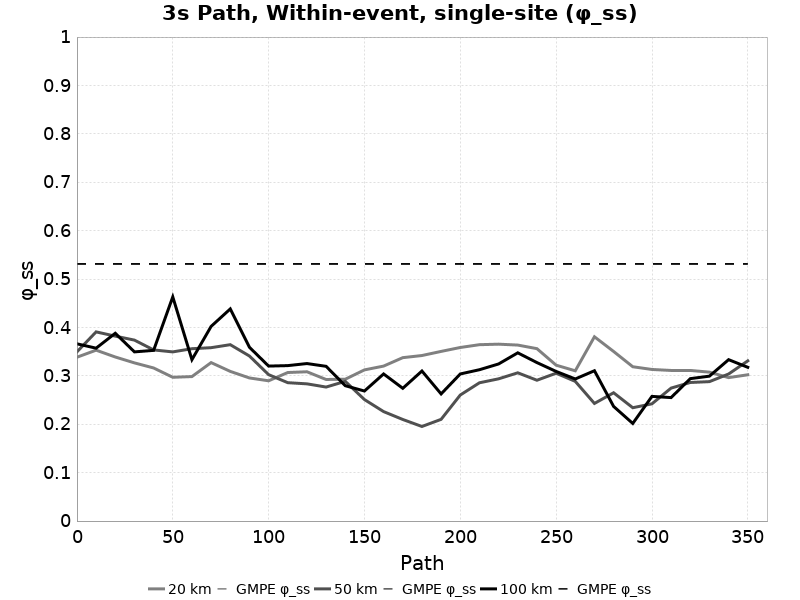 3s Path, Within-event, single-site (φ_ss)
1
0.9
0.8
0.7
0.6
0.5
0.4
0.3
0.2
0.1
0
φ_ss
0 50 100 150 200 250 300 350
Path
20 km GMPE φ_ss 50 km GMPE φ_ss 100 km GMPE φ_ss